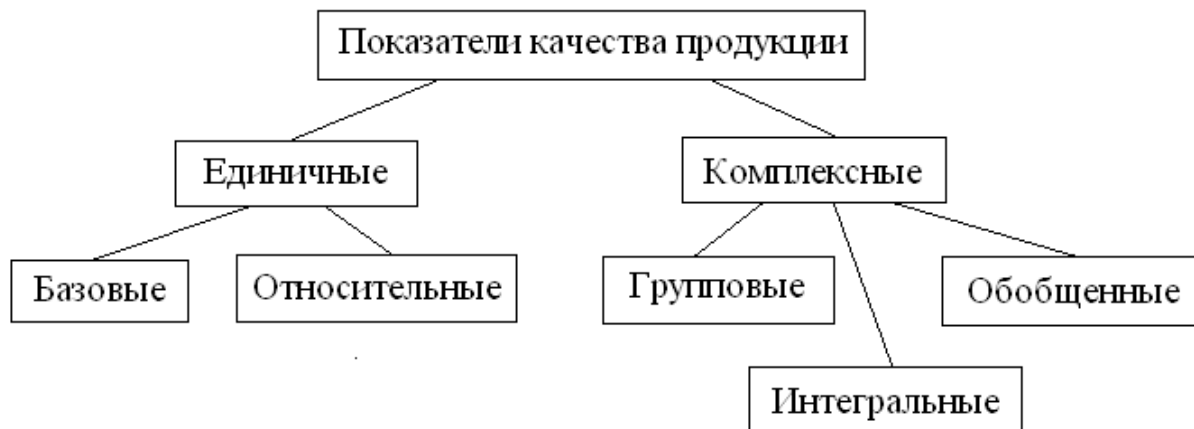 Показатели качества продукции
Единичные
Комплексные
Базовые
Относительные
Групповые
Обобщенные
Интегральные